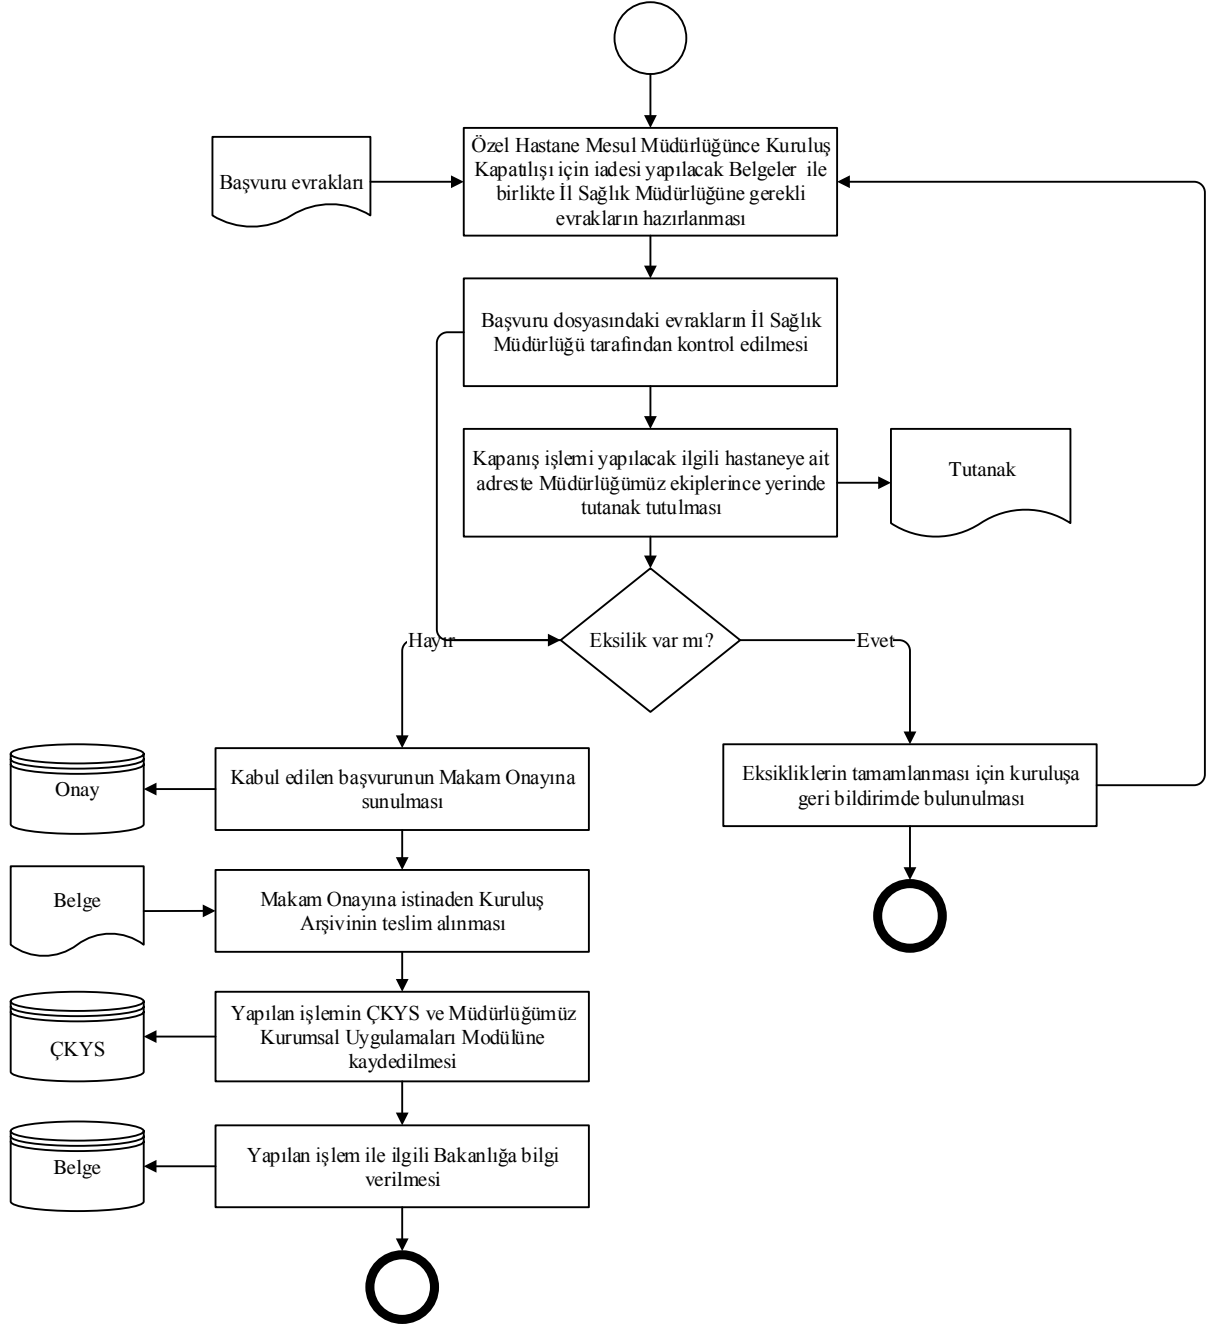 Özel Hastane Mesul Müdürlüğünce Kuruluş
Kapatılışı için iadesi yapılacak Belgeler ile
birlikte İl Sağlık Müdürlüğüne gerekli
evrakların hazırlanması
Başvuru evrakları
Başvuru dosyasındaki evrakların İl Sağlık
Müdürlüğü tarafından kontrol edilmesi
Kapanış işlemi yapılacak ilgili hastaneye ait
adreste Müdürlüğümüz ekiplerince yerinde
tutanak tutulması
Tutanak
Hayır
Eksilik var mı?
Evet
Onay
Kabul edilen başvurunun Makam Onayına
sunulması
Eksikliklerin tamamlanması için kuruluşa
geri bildirimde bulunulması
Belge
Makam Onayına istinaden Kuruluş
Arşivinin teslim alınması
ÇKYS
Yapılan işlemin ÇKYS ve Müdürlüğümüz
Kurumsal Uygulamaları Modülüne
kaydedilmesi
Belge
Yapılan işlem ile ilgili Bakanlığa bilgi
verilmesi